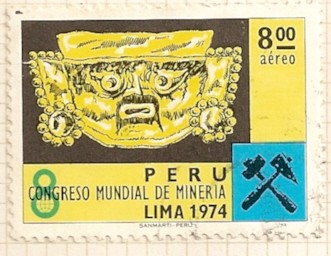 8.00
aéreo
PERU
8 CONGRESO MUNDIAL DE MINERIA
LIMA 1974
SANMARTI-PERU